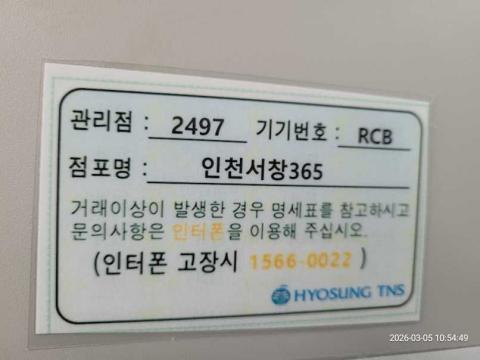 관리점 : 2497 기기번호 : RCB
점포명 : 인천서창365
거래이상이 발생한 경우 명세표를 참고하시고
문의사항은 인터폰을 이용해 주십시오.
(인터폰 고장시 1566-0022 )
HYOSUNG TNS
2026-03-05 10:54:49